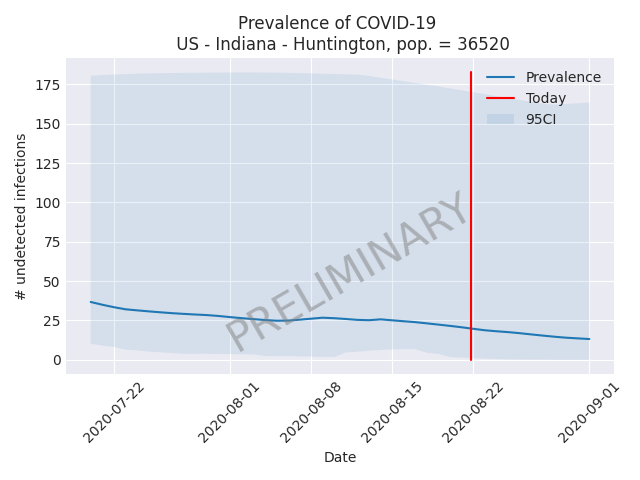 Prevalence of COVID-19
US - Indiana - Huntington, pop. = 36520
Prevalence
Today
95CI
175
150
125
100
75
50
25
0
# undetected infections
PRELIMINARY
2020-07-22
2020-08-01
2020-08-08
2020-08-15
2020-08-22
2020-09-01
Date